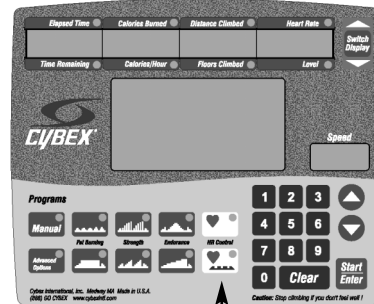 Elapsed Time Calories Burned Distance Climbed Heart Rate
Switch
Display
Time Remaining Calories/Hour Floors Climbed Level
CYBEX
Speed
Programs
1 2 3
Manual
4 5 6
Fat Burning Strength Endurance HR Control
7 8 9
Advanced
Options
0 Clear Start
Enter
Cybex International, Inc. Medway MA Made in U.S.A.
(888) GO CYBEX www.cybexintl.com
Caution: Stop climbing if you don't feel well !